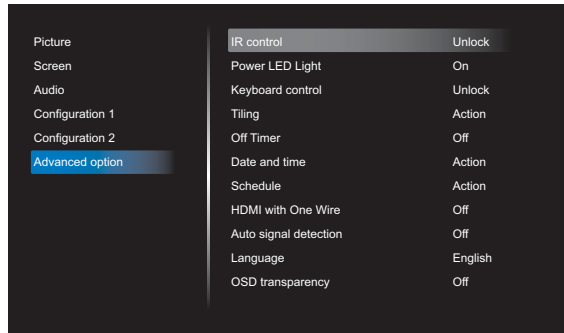 Picture
Screen
Audio
Configuration 1
Configuration 2
Advanced option
IR control Unlock
Power LED Light On
Keyboard control Unlock
Tiling Action
Off Timer Off
Date and time Action
Schedule Action
HDMI with One Wire Off
Auto signal detection Off
Language English
OSD transparency Off